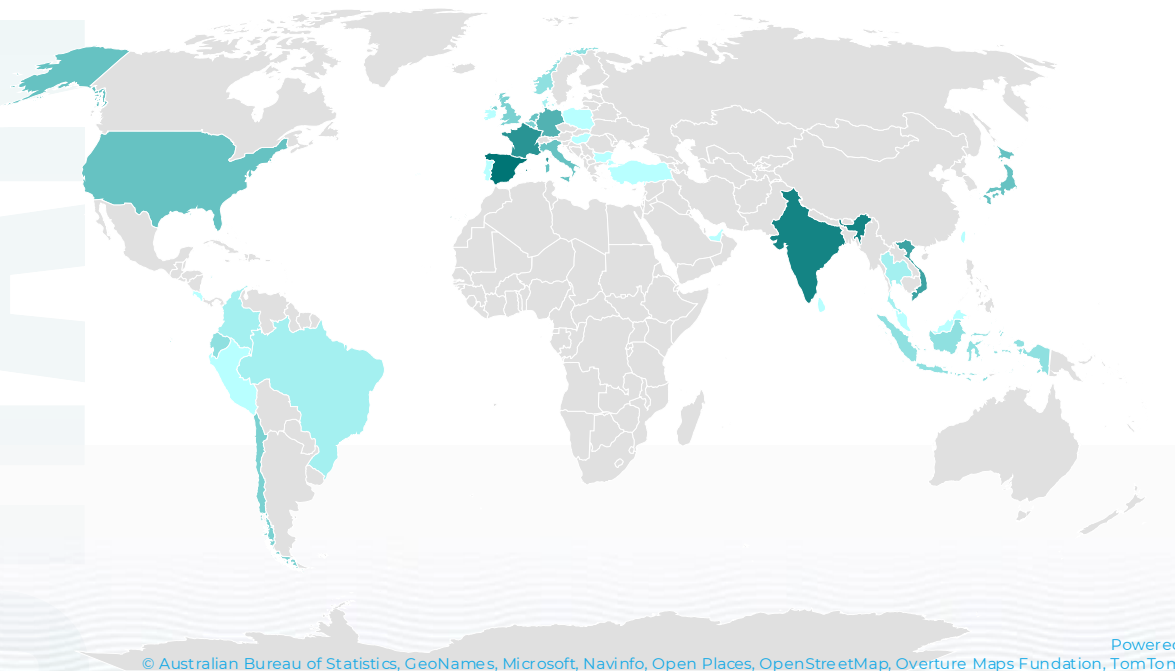 Powered
© Australian Bureau of Statistics, GeoNames, Microsoft, Navinfo, Open Places, OpenStreetMap, Overture Maps Fundation, TomTom